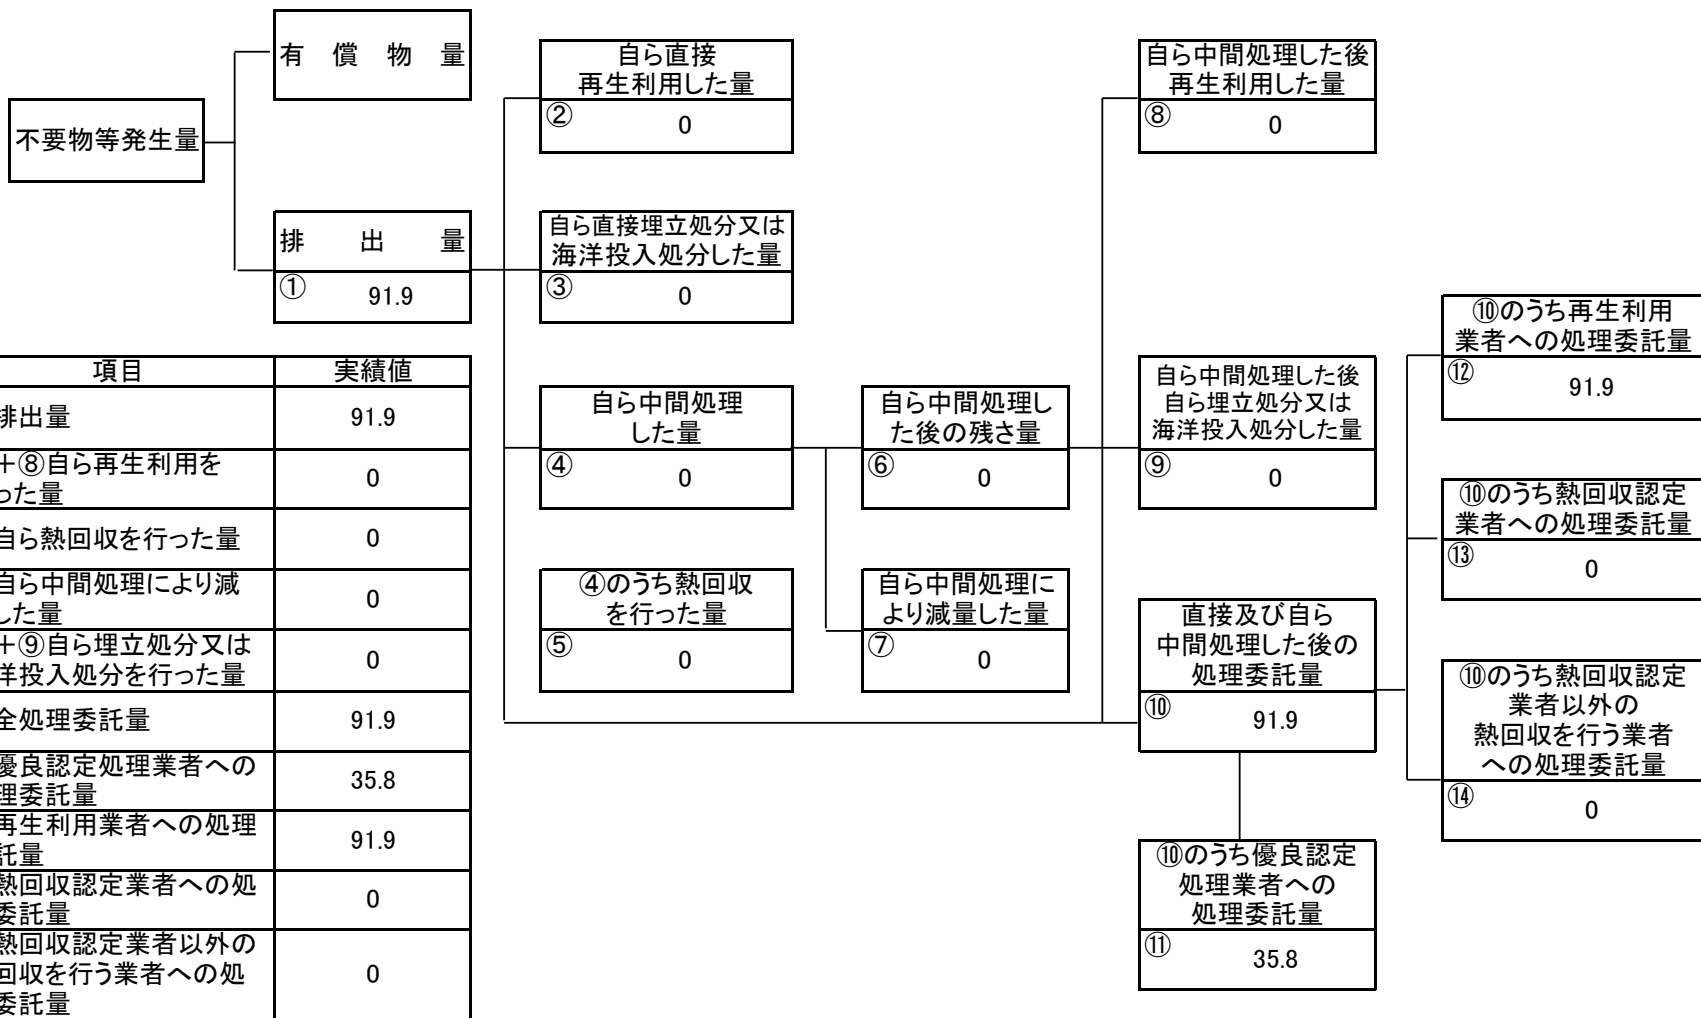 有償物量
不要物等発生量
排出量
①
91.9
自ら直接
再生利用した量
②
0
自ら直接埋立処分又は
海洋投入処分した量
③
0
自ら中間処理
した量
④
0
④のうち熱回収
を行った量
⑤
0
自ら中間処理し
た後の残さ量
⑥
0
自ら中間処理に
より減量した量
⑦
0
自ら中間処理した後
再生利用した量
⑧
0
自ら中間処理した後
自ら埋立処分又は
海洋投入処分した量
⑨
0
直接及び自ら
中間処理した後の
処理委託量
⑩
91.9
⑩のうち優良認定
処理業者への
処理委託量
⑪
35.8
⑩のうち再生利用
業者への処理委託量
⑫
91.9
⑩のうち熱回収認定
業者への処理委託量
⑬
0
⑩のうち熱回収認定
業者以外の
熱回収を行う業者
への処理委託量
⑭
0
項目
実績値
排出量
91.9
+⑧自ら再生利用を
った量
0
自ら熱回収を行った量
0
自ら中間処理により減
した量
0
+⑨自ら埋立処分又は
洋投入処分を行った量
0
全処理委託量
91.9
優良認定処理業者への
理委託量
35.8
再生利用業者への処理
託量
91.9
熱回収認定業者への処
委託量
0
熱回収認定業者以外の
回収を行う業者への処
委託量
0